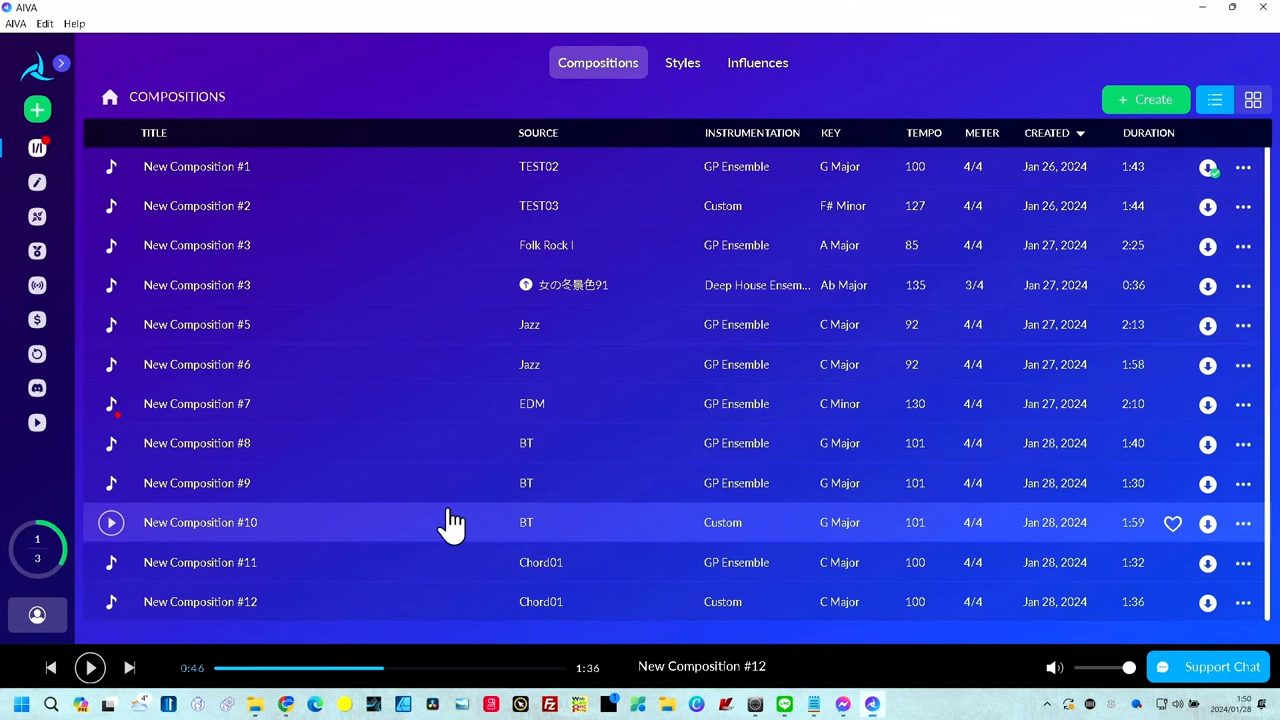 AIVA
AIVA Edit Help
Compositions Styles Influences
COMPOSITIONS
+ Create
TITLE SOURCE INSTRUMENTATION KEY TEMPO METER CREATED DURATION
New Composition #1 TEST02 GP Ensemble G Major 100 4/4 Jan 26, 2024 1:43
New Composition #2 TEST03 Custom F# Minor 127 4/4 Jan 26, 2024 1:44
New Composition #3 Folk Rock I GP Ensemble A Major 85 4/4 Jan 27, 2024 2:25
New Composition #3 女の冬景色91 Deep House Ensem... Ab Major 135 3/4 Jan 27, 2024 0:36
New Composition #5 Jazz GP Ensemble C Major 92 4/4 Jan 27, 2024 2:13
New Composition #6 Jazz GP Ensemble C Major 92 4/4 Jan 27, 2024 1:58
New Composition #7 EDM GP Ensemble C Minor 130 4/4 Jan 27, 2024 2:10
New Composition #8 BT GP Ensemble G Major 101 4/4 Jan 28, 2024 1:40
New Composition #9 BT GP Ensemble G Major 101 4/4 Jan 28, 2024 1:30
New Composition #10 BT Custom G Major 101 4/4 Jan 28, 2024 1:59
New Composition #11 Chord01 GP Ensemble C Major 100 4/4 Jan 28, 2024 1:32
New Composition #12 Chord01 Custom C Major 100 4/4 Jan 28, 2024 1:36
1
3
0:46 1:36 New Composition #12 Support Chat
4°
1:50
2024/01/28